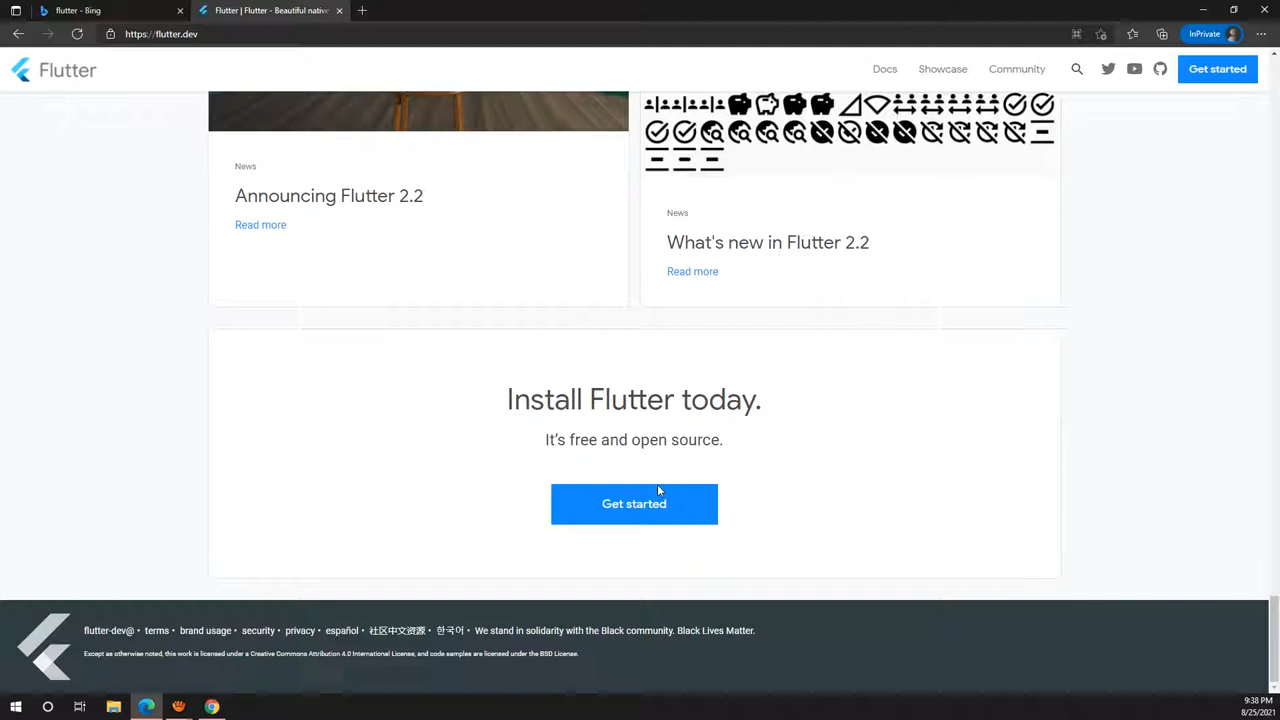 flutter - Bing
Flutter | Flutter - Beautiful native
https://flutter.dev
InPrivate
Flutter
Docs
Showcase
Community
Get started
News
Announcing Flutter 2.2
Read more
News
What's new in Flutter 2.2
Read more
Install Flutter today.
It's free and open source.
Get started
flutter-dev@ • terms • brand usage • security • privacy • español • 社区中文资源 • 한국어 • We stand in solidarity with the Black community. Black Lives Matter.
Except as otherwise noted, this work is licensed under a Creative Commons Attribution 4.0 International License, and code samples are licensed under the BSD License.
9:38 PM
8/25/2021